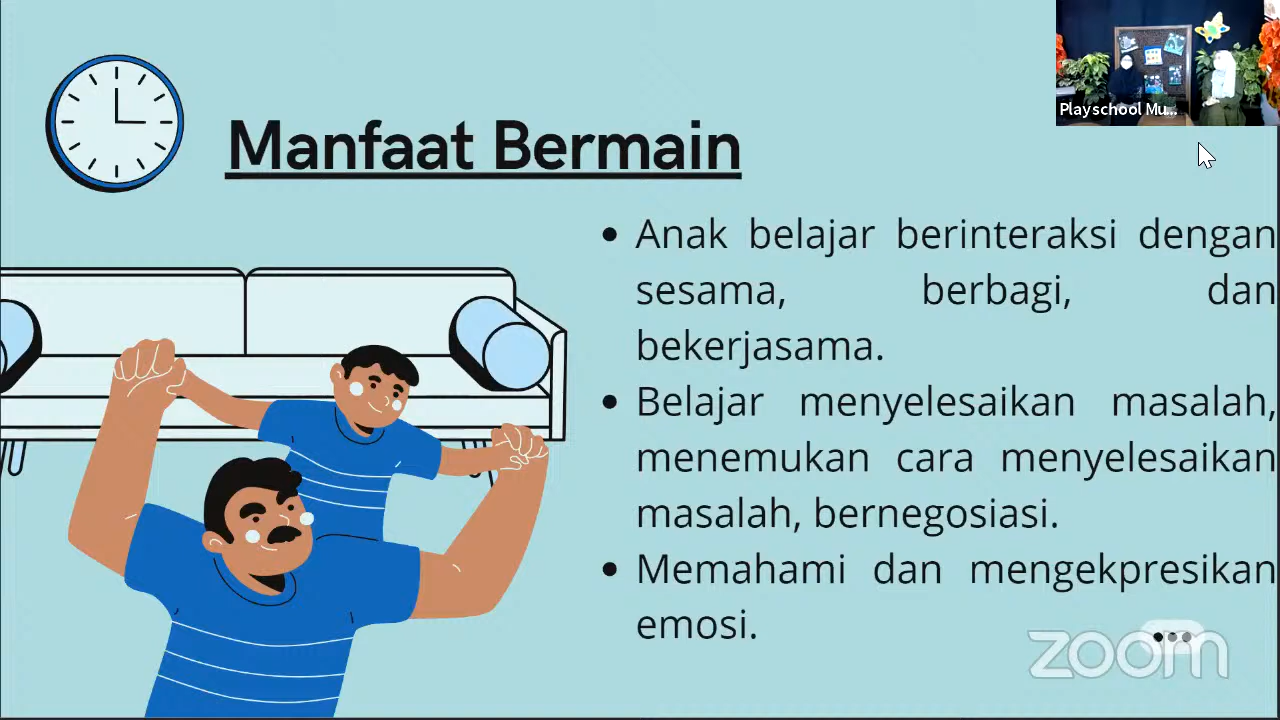 Playschool Mu...
Manfaat Bermain
Anak belajar berinteraksi dengan
sesama, berbagi, dan
bekerjasama.
Belajar menyelesaikan masalah,
menemukan cara menyelesaikan
masalah, bernegosiasi.
Memahami dan mengekpresikan
emosi.
zoom